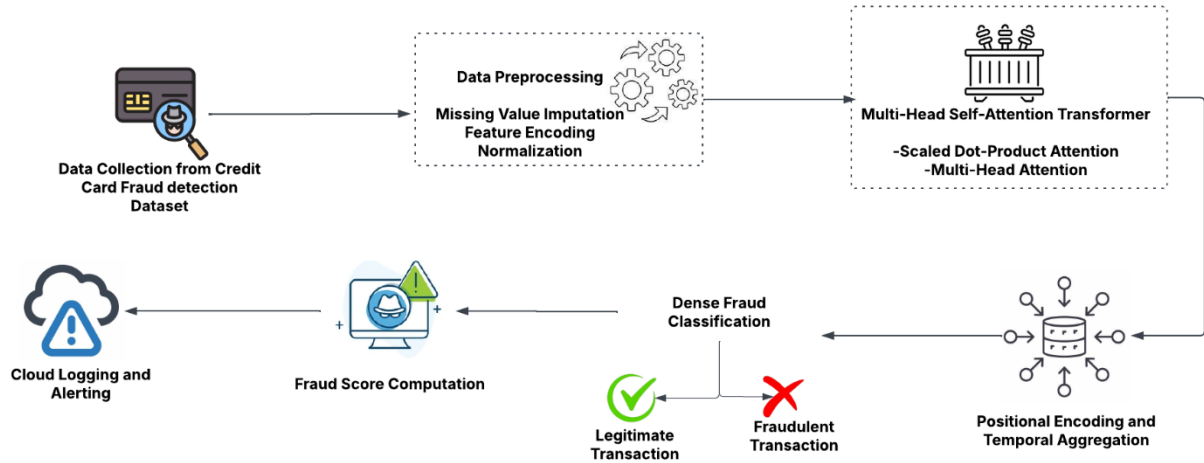 Data Collection from Credit
Card Fraud detection
Dataset
Data Preprocessing
Missing Value Imputation
Feature Encoding
Normalization
Multi-Head Self-Attention Transformer
-Scaled Dot-Product Attention
-Multi-Head Attention
Positional Encoding and
Temporal Aggregation
Dense Fraud
Classification
Legitimate
Transaction
Fraudulent
Transaction
Fraud Score Computation
Cloud Logging and
Alerting